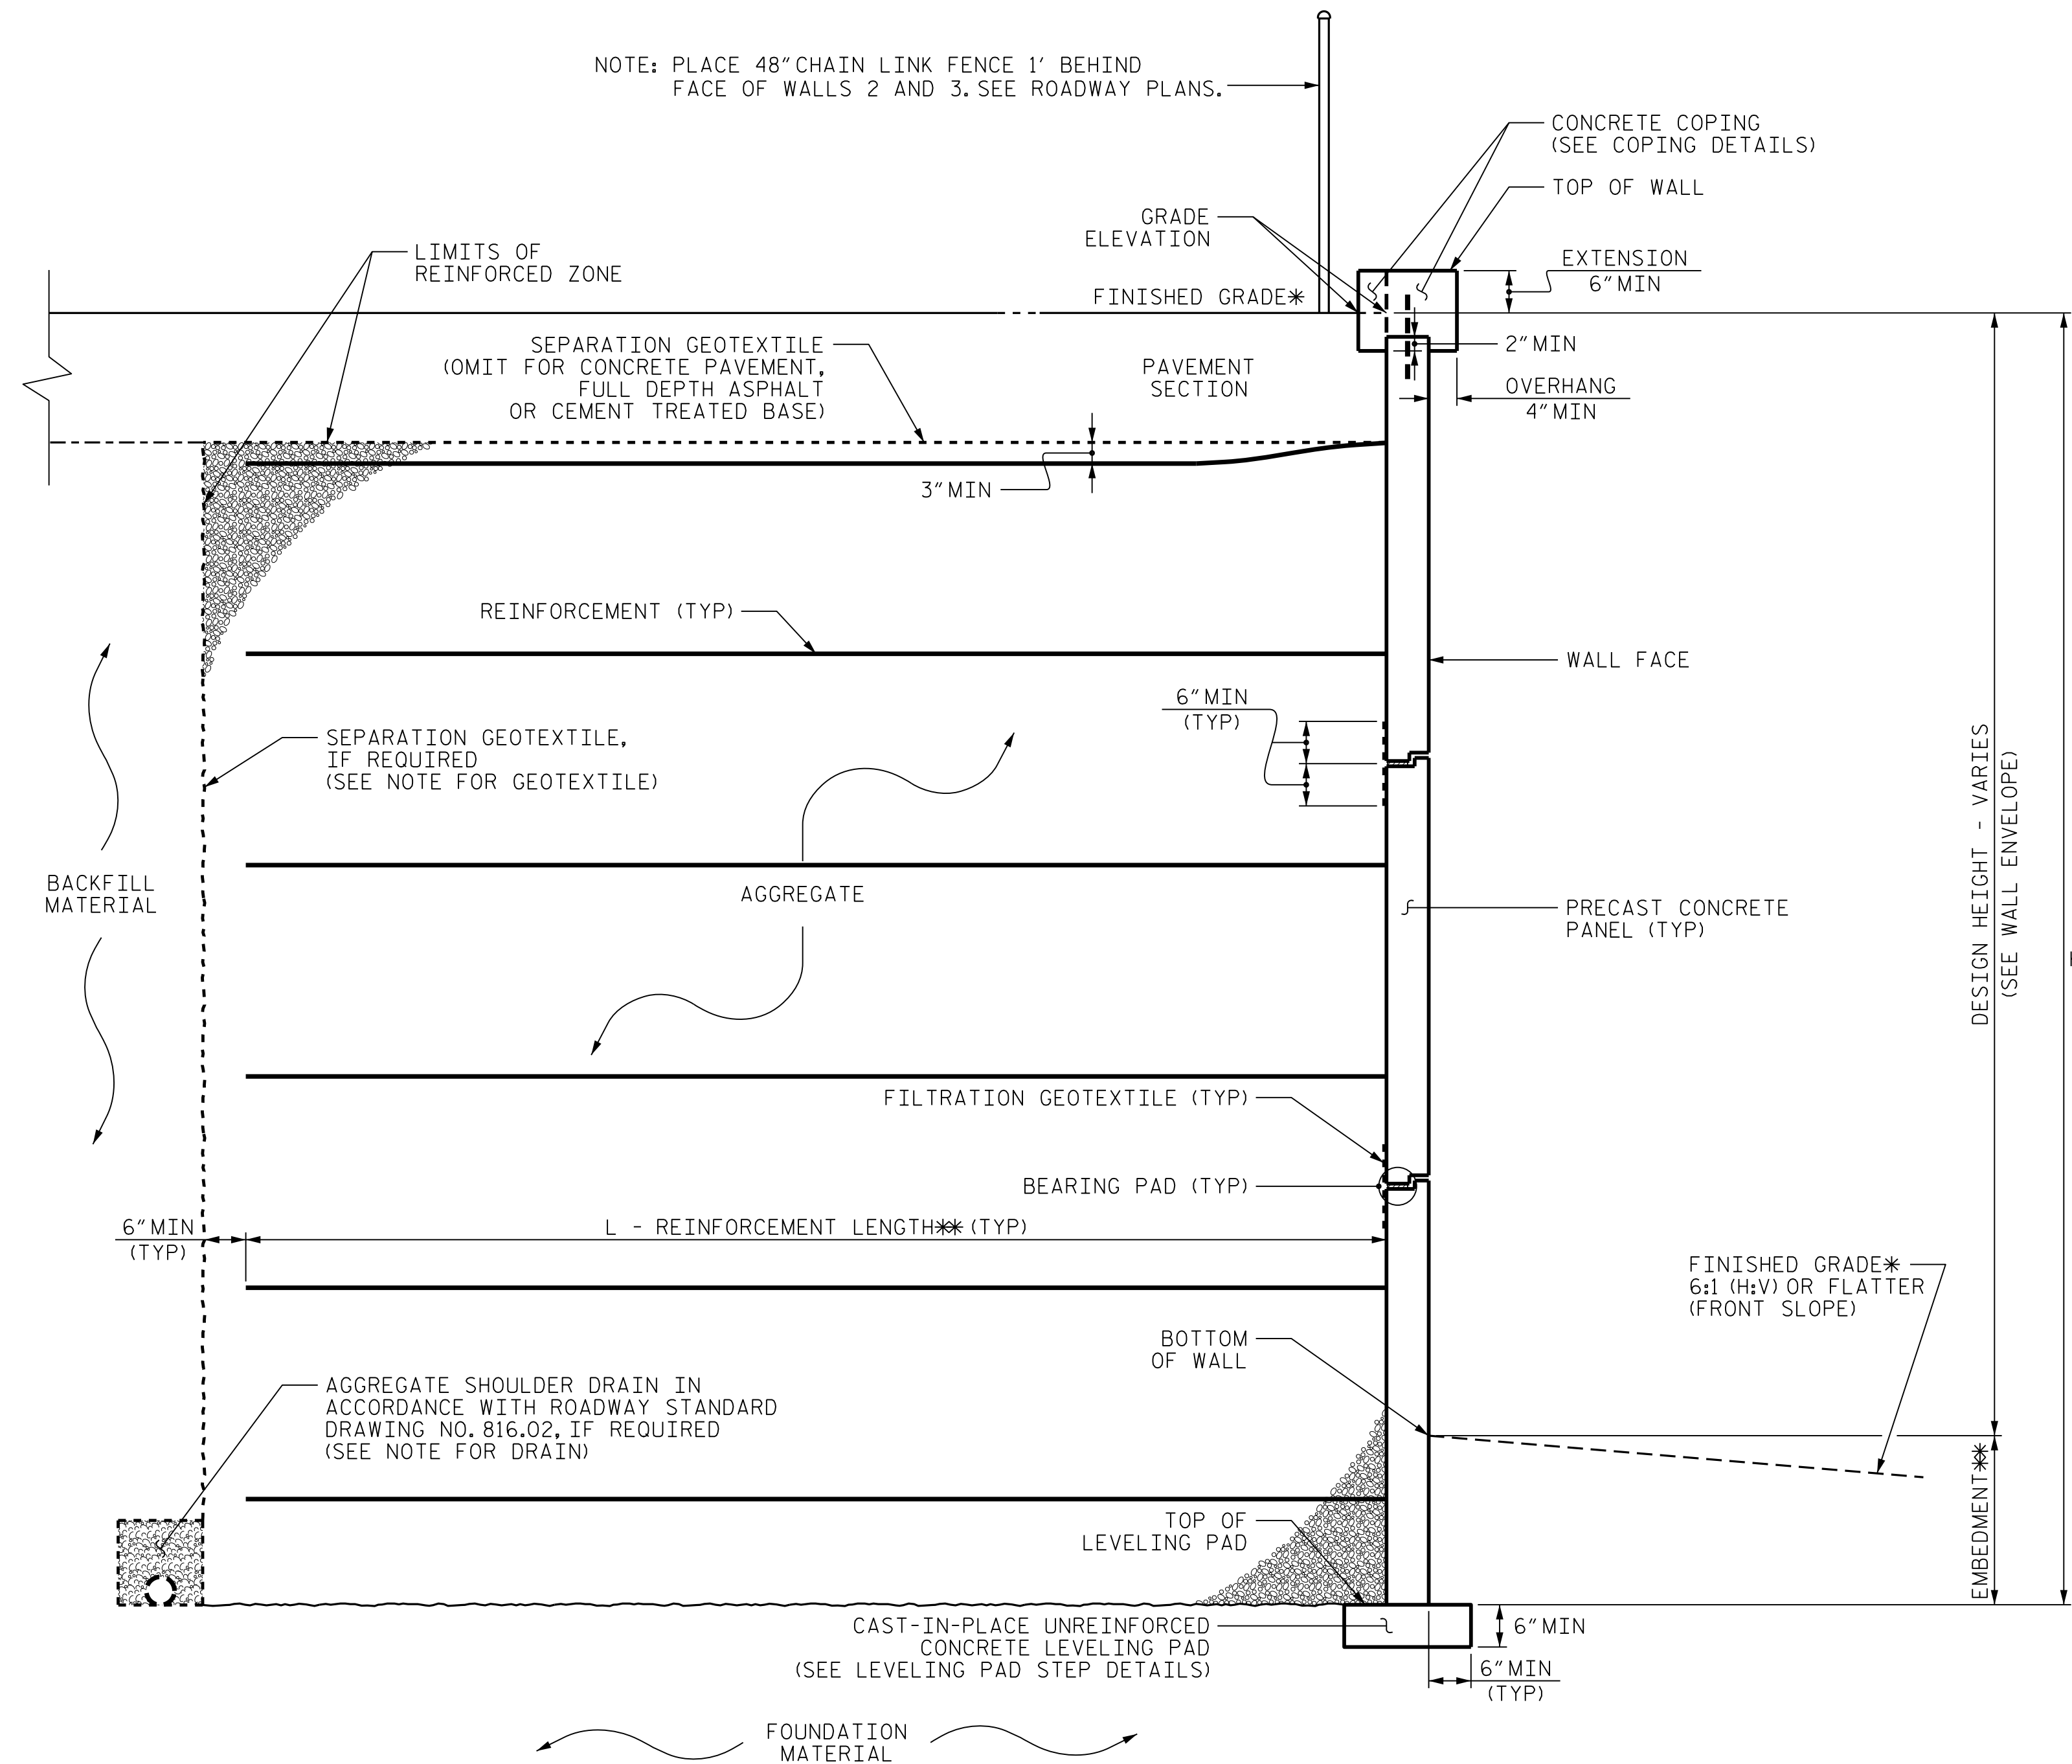 NOTE: PLACE 48" CHAIN LINK FENCE 1' BEHIND
FACE OF WALLS 2 AND 3. SEE ROADWAY PLANS.
CONCRETE COPING
(SEE COPING DETAILS)
TOP OF WALL
GRADE
ELEVATION
EXTENSION
6" MIN
LIMITS OF
REINFORCED ZONE
FINISHED GRADE*
SEPARATION GEOTEXTILE
(OMIT FOR CONCRETE PAVEMENT,
FULL DEPTH ASPHALT
OR CEMENT TREATED BASE)
PAVEMENT
SECTION
2" MIN
OVERHANG
4" MIN
3" MIN
REINFORCEMENT (TYP)
WALL FACE
6" MIN
(TYP)
SEPARATION GEOTEXTILE,
IF REQUIRED
(SEE NOTE FOR GEOTEXTILE)
BACKFILL
MATERIAL
AGGREGATE
PRECAST CONCRETE
PANEL (TYP)
DESIGN HEIGHT - VARIES
(SEE WALL ENVELOPE)
FILTRATION GEOTEXTILE (TYP)
BEARING PAD (TYP)
6" MIN
(TYP)
L - REINFORCEMENT LENGTH** (TYP)
FINISHED GRADE*
6:1 (H:V) OR FLATTER
(FRONT SLOPE)
BOTTOM
OF WALL
AGGREGATE SHOULDER DRAIN IN
ACCORDANCE WITH ROADWAY STANDARD
DRAWING NO. 816.02, IF REQUIRED
(SEE NOTE FOR DRAIN)
EMBEDMENT**
TOP OF
LEVELING PAD
CAST-IN-PLACE UNREINFORCED
CONCRETE LEVELING PAD
(SEE LEVELING PAD STEP DETAILS)
6" MIN
6" MIN
(TYP)
FOUNDATION
MATERIAL